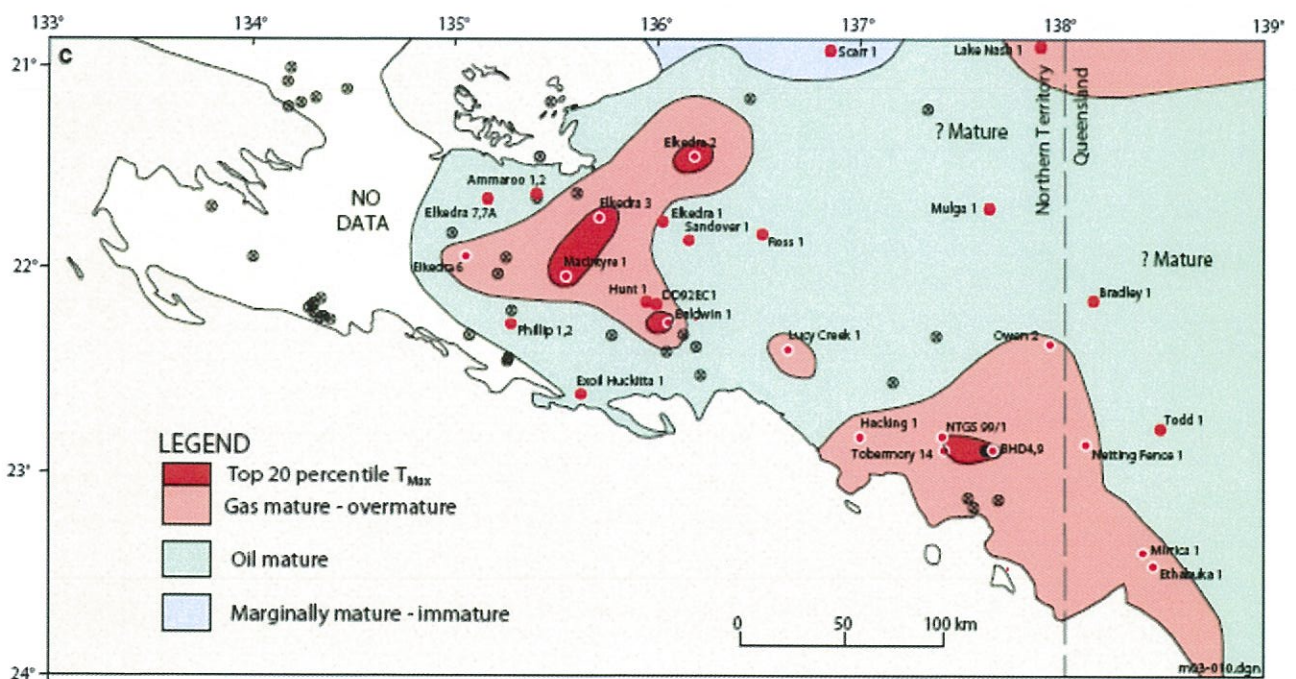 133° 134° 135° 136° 137° 138° 139°
C
21°
22°
23°
24°
Scarr 1
Lake Nash 1
Northern Territory
Queensland
? Mature
Elkedra 2
Ammaroo 1,2
NO
DATA
Elkedra 7,7A
Elkedra 3
Elkedra 1
Sandover 1
Ross 1
Mulga 1
? Mature
Elkedra 6
MacIntyre 1
Hunt 1
DD92EC1
Baldwin 1
Bradley 1
Phillip 1,2
Lucy Creek 1
Owen 2
Exoil Huckitta 1
Hacking 1
NTGS 99/1
Todd 1
Tobermory 14
BHD4,9
Netting Fence 1
Mirrica 1
Ethabuka 1
LEGEND
Top 20 percentile TMax
Gas mature - overmature
Oil mature
Marginally mature - immature
0 50 100 km
m03-010.dgn